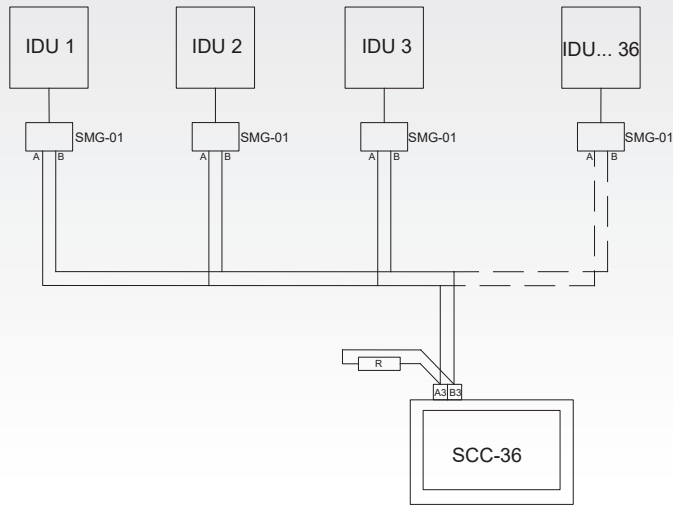 IDU 1 IDU 2 IDU 3 IDU... 36
SMG-01 SMG-01 SMG-01 SMG-01
A B A B A B A B
R
A3 B3
SCC-36